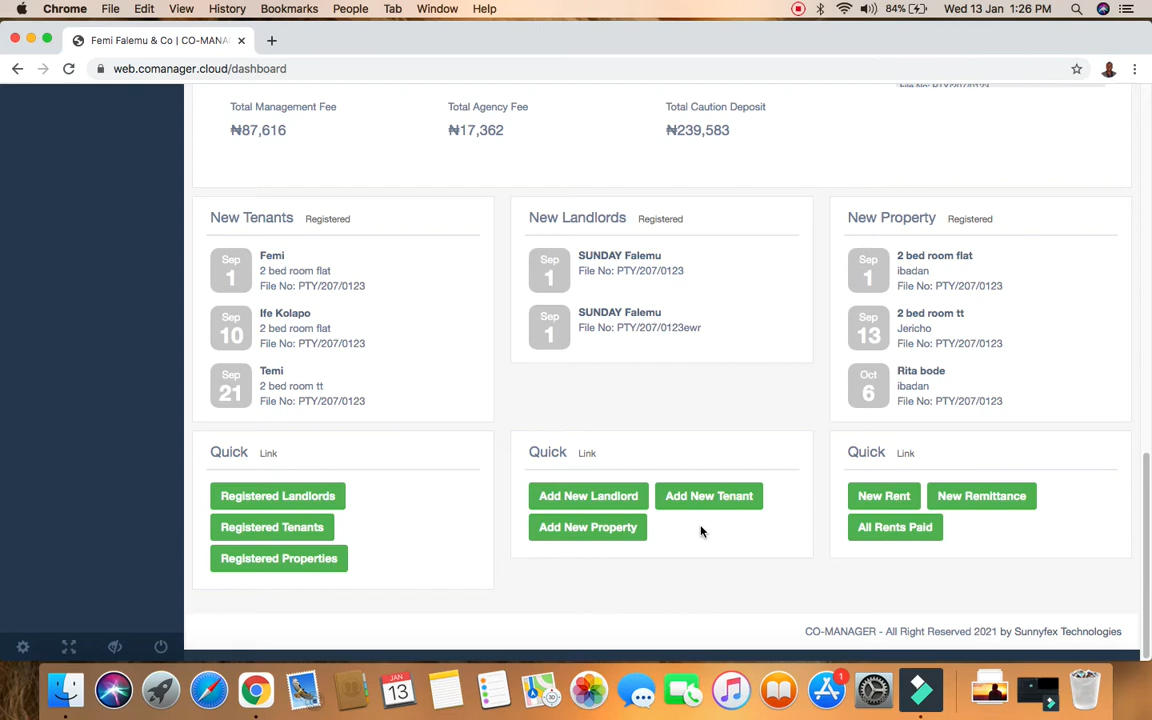 Chrome File Edit View History Bookmarks People Tab Window Help 84% Wed 13 Jan 1:26 PM
Femi Falemu & Co | CO-MANA
web.comanager.cloud/dashboard
File No: PTY/207/0123
Total Management Fee Total Agency Fee Total Caution Deposit
₦87,616 ₦17,362 ₦239,583
New Tenants Registered
Sep 1
Femi
2 bed room flat
File No: PTY/207/0123
Sep 10
Ife Kolapo
2 bed room flat
File No: PTY/207/0123
Sep 21
Temi
2 bed room tt
File No: PTY/207/0123
New Landlords Registered
Sep 1
SUNDAY Falemu
File No: PTY/207/0123
Sep 1
SUNDAY Falemu
File No: PTY/207/0123ewr
New Property Registered
Sep 1
2 bed room flat
ibadan
File No: PTY/207/0123
Sep 13
2 bed room tt
Jericho
File No: PTY/207/0123
Oct 6
Rita bode
ibadan
File No: PTY/207/0123
Quick Link
Registered Landlords
Registered Tenants
Registered Properties
Quick Link
Add New Landlord Add New Tenant
Add New Property
Quick Link
New Rent New Remittance
All Rents Paid
CO-MANAGER - All Right Reserved 2021 by Sunnyfex Technologies
JAN
13
1